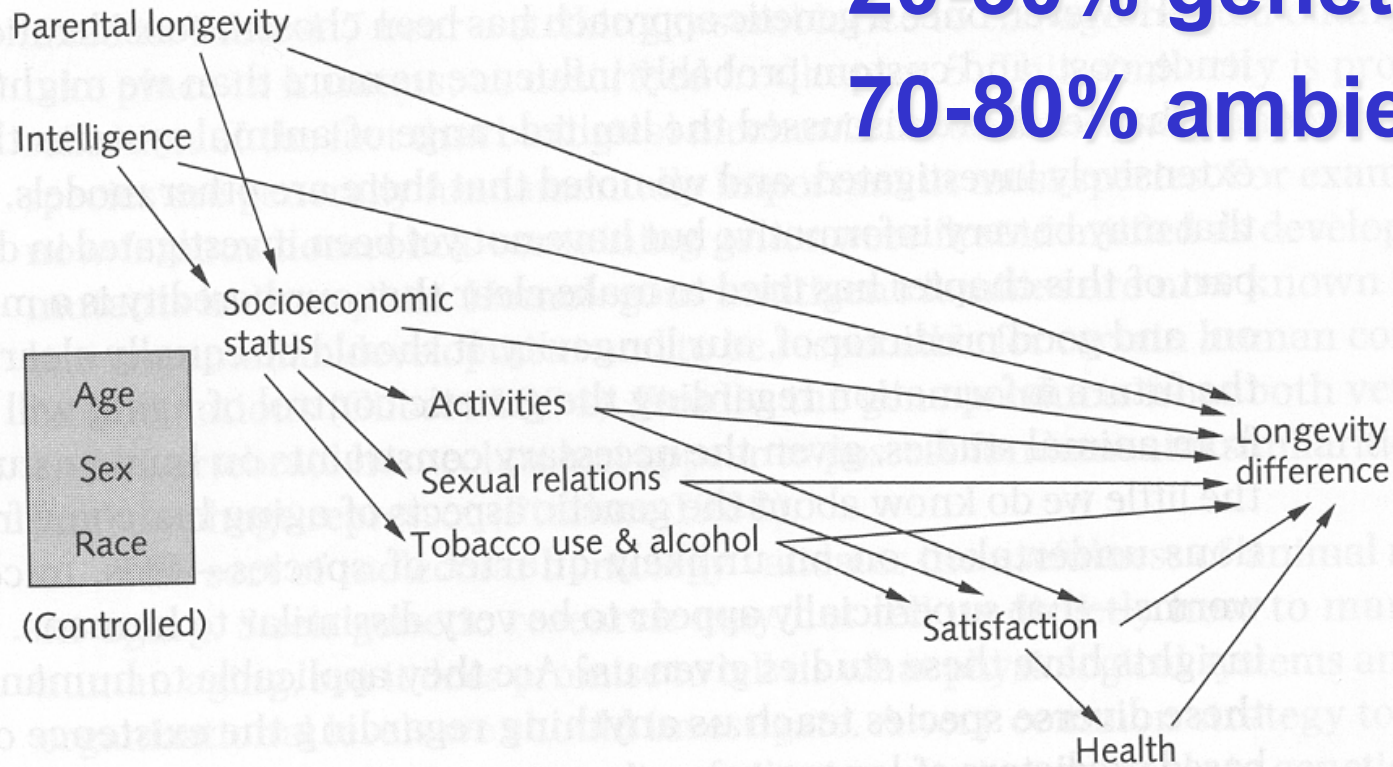 20-30% genet
70-80% ambie
Parental longevity
Intelligence
Socioeconomic
status
Age
Sex
Race
(Controlled)
Activities
Sexual relations
Tobacco use & alcohol
Longevity
difference
Satisfaction
Health